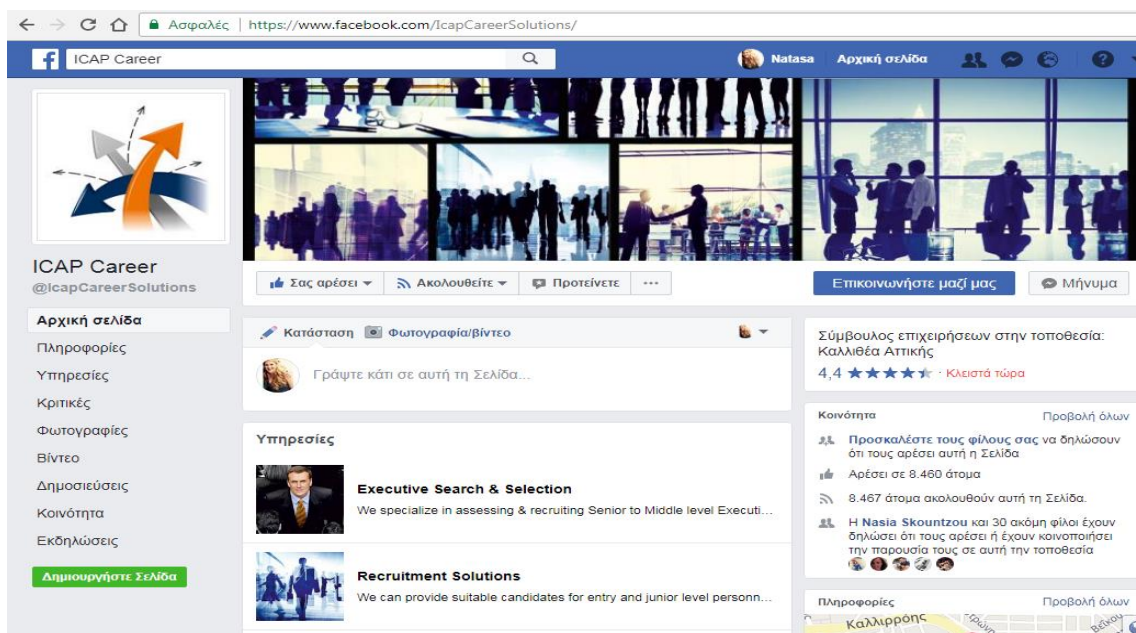 Ασφαλές | https://www.facebook.com/IcapCareerSolutions/
ICAP Career
Natasa
Αρχική σελίδα
ICAP Career
@IcapCareerSolutions
Αρχική σελίδα
Πληροφορίες
Υπηρεσίες
Κριτικές
Φωτογραφίες
Βίντεο
Δημοσιεύσεις
Κοινότητα
Εκδηλώσεις
Δημιουργήστε Σελίδα
Σας αρέσει
Ακολουθείτε
Προτείνετε
Επικοινωνήστε μαζί μας
Μήνυμα
Κατάσταση
Φωτογραφία/βίντεο
Γράψτε κάτι σε αυτή τη Σελίδα...
Υπηρεσίες
Executive Search & Selection
We specialize in assessing & recruiting Senior to Middle level Executi...
Recruitment Solutions
We can provide suitable candidates for entry and junior level personn...
Σύμβουλος επιχειρήσεων στην τοποθεσία:
Καλλιθέα Αττικής
4,4 ★★★★★ · Κλειστά τώρα
Κοινότητα
Προβολή όλων
Προσκαλέστε τους φίλους σας να δηλώσουν
ότι τους αρέσει αυτή η Σελίδα
Αρέσει σε 8.460 άτομα
8.467 άτομα ακολουθούν αυτή τη Σελίδα.
Η Nasia Skountzou και 30 ακόμη φίλοι έχουν
δηλώσει ότι τους αρέσει ή έχουν κοινοποιήσει
την παρουσία τους σε αυτή την τοποθεσία
Πληροφορίες
Προβολή όλων
Καλλιρρόης